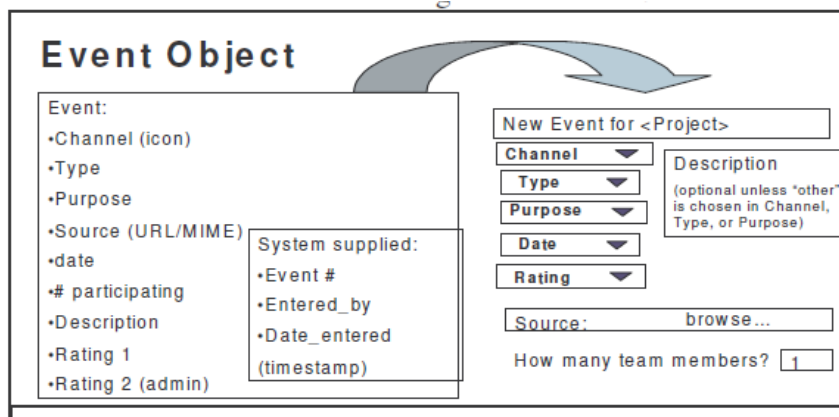 Event Object
Event:
•Channel (icon)
•Type
•Purpose
•Source (URL/MIME)
•date
•# participating
•Description
•Rating 1
•Rating 2 (admin)
System supplied:
•Event #
•Entered_by
•Date_entered
(timestamp)
New Event for <Project>
Channel
Type
Purpose
Date
Rating
Description
(optional unless "other"
is chosen in Channel,
Type, or Purpose)
Source: browse...
How many team members? 1